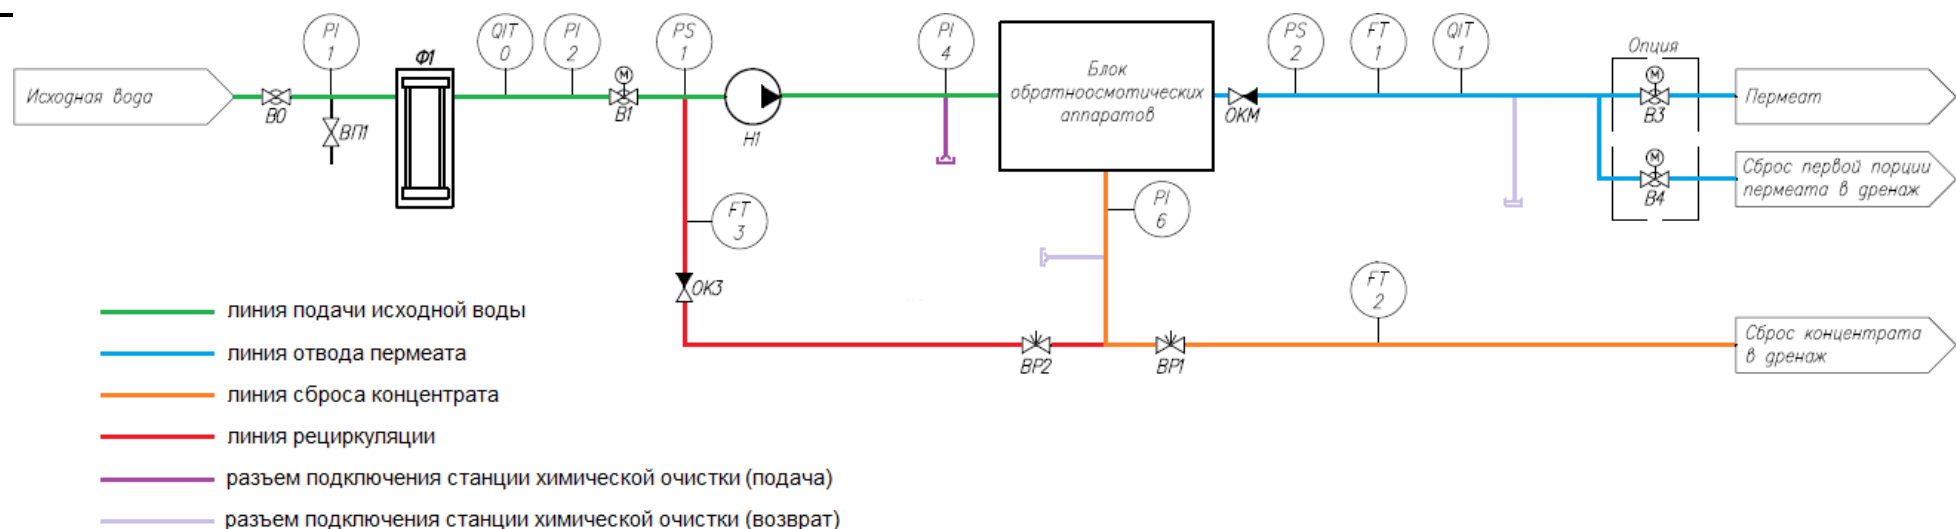 PI
1
Ф1
QIT
0
PI
2
PS
1
PI
4
PS
2
FT
1
QIT
1
Опция
Исходная вода
В0
ВП1
М
В1
Н1
Блок
обратноосмотических
аппаратов
ОКМ
М
В3
Пермеат
М
В4
Сброс первой порции
пермеата в дренаж
FT
3
PI
6
ОК3
FT
2
ВР2
ВР1
Сброс концентрата
в дренаж
линия подачи исходной воды
линия отвода пермеата
линия сброса концентрата
линия рециркуляции
разъем подключения станции химической очистки (подача)
разъем подключения станции химической очистки (возврат)